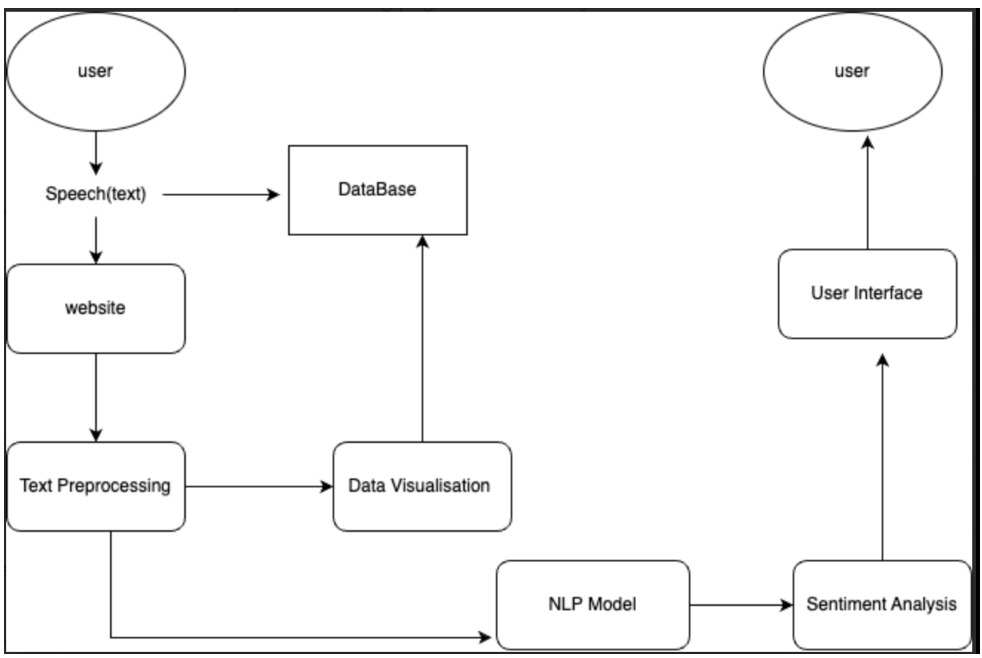 user
user
Speech(text)
DataBase
website
User Interface
Text Preprocessing
Data Visualisation
NLP Model
Sentiment Analysis